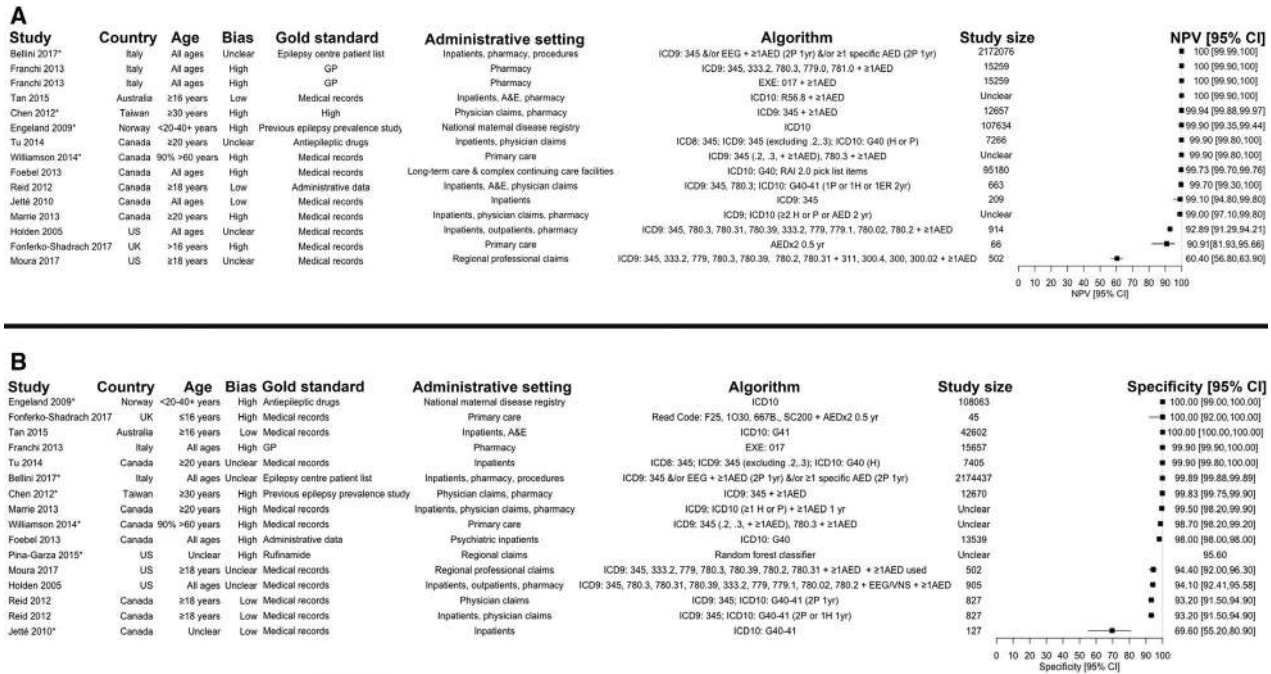 A
Study Country Age Bias Gold standard Administrative setting Algorithm Study size NPV [95% CI]
Bellini 2017* Italy All ages Unclear Epilepsy centre patient list Inpatients, pharmacy, procedures ICD9: 345 &/or EEG + ≥1AED (2P 1yr) &/or ≥1 specific AED (2P 1yr) 2172076 100 [99.99,100]
Franchi 2013 Italy All ages High GP Pharmacy ICD9: 345, 333.2, 780.3, 779.0, 781.0 + ≥1AED 15259 100 [99.90,100]
Franchi 2013 Italy All ages High GP Pharmacy EXE: 017 + ≥1AED 15259 100 [99.90,100]
Tan 2015 Australia ≥16 years Low Medical records Inpatients, A&E, pharmacy ICD10: R56.8 + ≥1AED Unclear 100 [99.90,100]
Chen 2012* Taiwan ≥30 years High High Physician claims, pharmacy ICD9: 345 + ≥1AED 12657 99.94 [99.88,99.97]
Engeland 2009* Norway <20-40+ years High Previous epilepsy prevalence study National maternal disease registry ICD10 107634 99.90 [99.35,99.44]
Tu 2014 Canada ≥20 years Unclear Antiepileptic drugs Inpatients, physician claims ICD8: 345; ICD9: 345 (excluding .2,.3); ICD10: G40 (H or P) 7266 99.90 [99.80,100]
Williamson 2014* Canada 90% >60 years High Medical records Primary care ICD9: 345 (.2, .3, + ≥1AED), 780.3 + ≥1AED Unclear 99.90 [99.80,100]
Foebel 2013 Canada All ages High Medical records Long-term care & complex continuing care facilities ICD10: G40; RAI 2.0 pick list items 95180 99.73 [99.70,99.76]
Reid 2012 Canada ≥18 years Low Administrative data Inpatients, A&E, physician claims ICD9: 345, 780.3; ICD10: G40-41 (1P or 1H or 1ER 2yr) 663 99.70 [99.30,100]
Jetté 2010 Canada All ages Low Medical records Inpatients ICD9: 345 209 99.10 [94.80,99.80]
Marrie 2013 Canada ≥20 years High Medical records Inpatients, physician claims, pharmacy ICD9; ICD10 (≥2 H or P or AED 2 yr) Unclear 99.00 [97.10,99.80]
Holden 2005 US All ages Unclear Medical records Inpatients, outpatients, pharmacy ICD9: 345, 780.3, 780.31, 780.39, 333.2, 779, 779.1, 780.02, 780.2 + ≥1AED 914 92.89 [91.29,94.21]
Fonferko-Shadrach 2017 UK >16 years High Medical records Primary care AEDx2 0.5 yr 66 90.91[81.93,95.66]
Moura 2017 US ≥18 years Unclear Medical records Regional professional claims ICD9: 345, 333.2, 779, 780.3, 780.39, 780.2, 780.31 + 311, 300.4, 300, 300.02 + ≥1AED 502 60.40 [56.80,63.90]
0 10 20 30 40 50 60 70 80 90 100
NPV [95% CI]
B
Study Country Age Bias Gold standard Administrative setting Algorithm Study size Specificity [95% CI]
Engeland 2009* Norway <20-40+ years High Antiepileptic drugs National maternal disease registry ICD10 108063 100.00 [99.00,100.00]
Fonferko-Shadrach 2017 UK ≤16 years High Medical records Primary care Read Code: F25, 1O30, 667B., SC200 + AEDx2 0.5 yr 45 100.00 [92.00,100.00]
Tan 2015 Australia ≥16 years Low Medical records Inpatients, A&E ICD10: G41 42602 100.00 [100.00,100.00]
Franchi 2013 Italy All ages High GP Pharmacy EXE: 017 15657 99.90 [99.90,100.00]
Tu 2014 Canada ≥20 years Unclear Medical records Inpatients ICD8: 345; ICD9: 345 (excluding .2,.3); ICD10: G40 (H) 7405 99.90 [99.80,100.00]
Bellini 2017* Italy All ages Unclear Epilepsy centre patient list Inpatients, pharmacy, procedures ICD9: 345 &/or EEG + ≥1AED (2P 1yr) &/or ≥1 specific AED (2P 1yr) 2174437 99.89 [99.88,99.89]
Chen 2012* Taiwan ≥30 years High Previous epilepsy prevalence study Physician claims, pharmacy ICD9: 345 + ≥1AED 12670 99.83 [99.75,99.90]
Marrie 2013 Canada ≥20 years High Medical records Inpatients, physician claims, pharmacy ICD9; ICD10 (≥1 H or P) + ≥1AED 1 yr Unclear 99.50 [98.20,99.90]
Williamson 2014* Canada 90% >60 years High Medical records Primary care ICD9: 345 (.2, .3, + ≥1AED), 780.3 + ≥1AED Unclear 98.70 [98.20,99.20]
Foebel 2013 Canada All ages High Administrative data Psychiatric inpatients ICD10: G40 13539 98.00 [98.00,98.00]
Pina-Garza 2015* US Unclear High Rufinamide Regional claims Random forest classifier Unclear 95.60
Moura 2017 US ≥18 years Unclear Medical records Regional professional claims ICD9: 345, 333.2, 779, 780.3, 780.39, 780.2, 780.31 + ≥1AED + ≥1AED used 502 94.40 [92.00,96.30]
Holden 2005 US All ages Unclear Medical records Inpatients, outpatients, pharmacy ICD9: 345, 780.3, 780.31, 780.39, 333.2, 779, 779.1, 780.02, 780.2 + EEG/VNS + ≥1AED 905 94.10 [92.41,95.58]
Reid 2012 Canada ≥18 years Low Medical records Physician claims ICD9: 345; ICD10: G40-41 (2P 1yr) 827 93.20 [91.50,94.90]
Reid 2012 Canada ≥18 years Low Medical records Inpatients, physician claims ICD9: 345; ICD10: G40-41 (2P or 1H 1yr) 827 93.20 [91.50,94.90]
Jetté 2010* Canada Unclear Low Medical records Inpatients ICD10: G40-41 127 69.60 [55.20,80.90]
0 10 20 30 40 50 60 70 80 90 100
Specificity [95% CI]